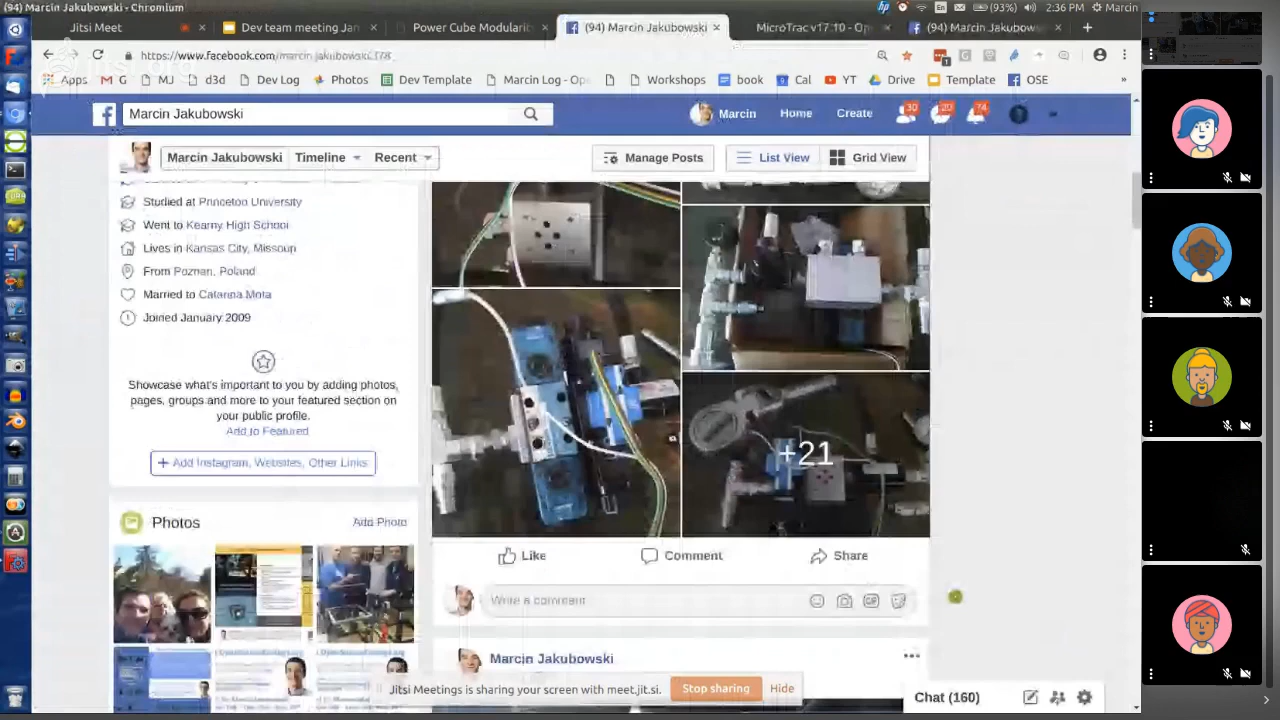 (94) Marcin Jakubowski - Chromium
En
(93%)
2:36 PM
Marcin
Jitsi Meet
Dev team meeting Jan
Pacman Cube Modularity
(94) Marcin Jakubowski
MicroTrac v17.10 - Op
(94) Marcin Jakubowski
https://www.facebook.com/marcin.jakubowski.178
Apps
G
MJ
d3d
Dev Log
Photos
Dev Template
Marcin Log - Ope
Workshops
book
Cal
YT
Drive
Template
OSE
»
Marcin Jakubowski
Marcin
Home
Create
30
20
74
Marcin Jakubowski
Timeline
Recent
Manage Posts
List View
Grid View
Studied at Princeton University
Went to Kearny High School
Lives in Kansas City, Missouri
From Poznan, Poland
Married to Catarina Mota
Joined January 2009
Showcase what's important to you by adding photos,
pages, groups and more to your featured section on
your public profile.
Add to Featured
+ Add Instagram, Websites, Other Links
+21
Photos
Add Photo
Like
Comment
Share
Write a comment
Marcin Jakubowski
Jitsi Meetings is sharing your screen with meet.jit.si.
Stop sharing
Hide
Chat (160)